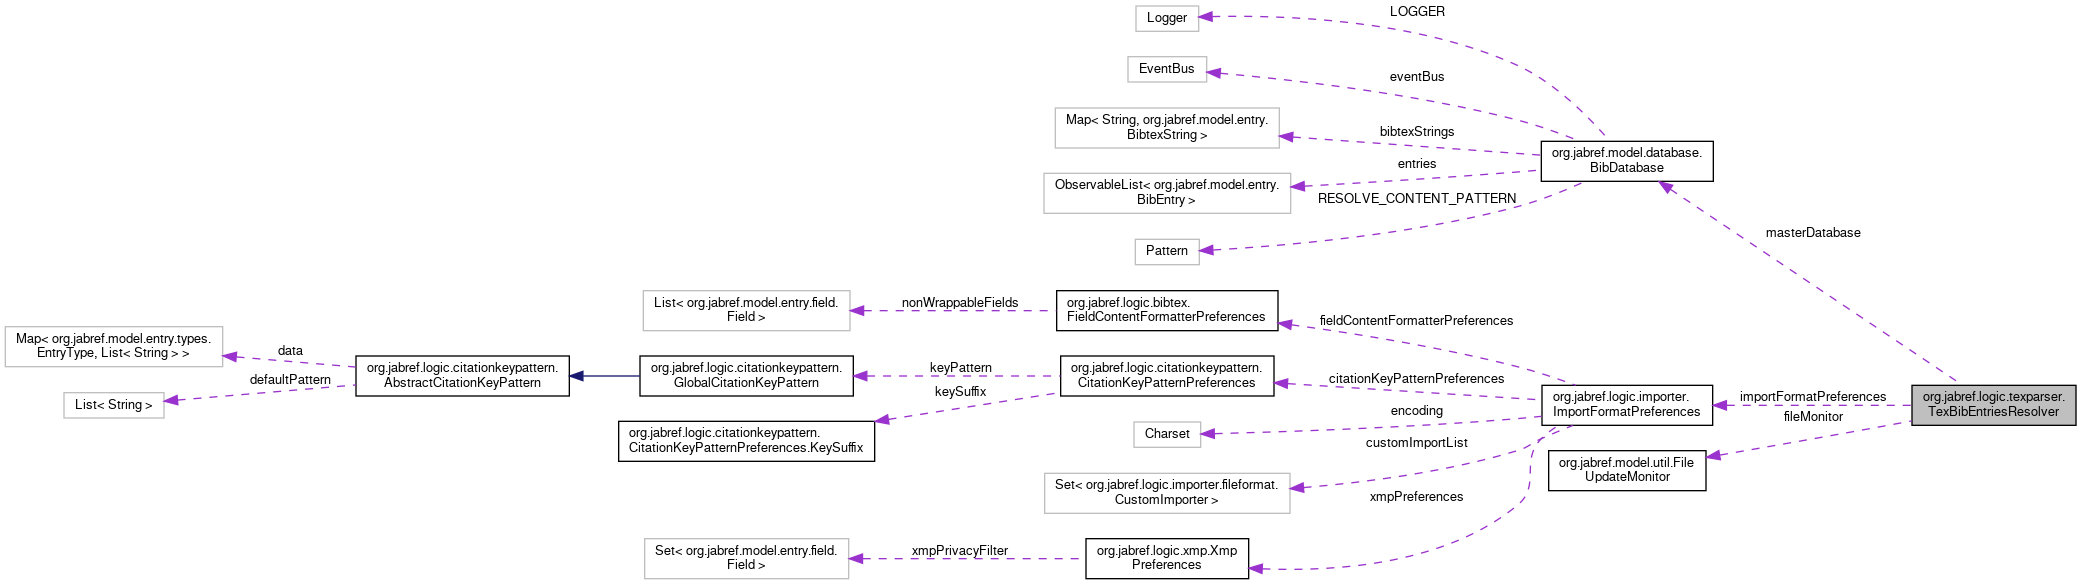 Logger
LOGGER
EventBus
eventBus
Map< String, org.jabref.model.entry.
BibtexString >
bibtexStrings
org.jabref.model.database.
BibDatabase
entries
ObservableList< org.jabref.model.entry.
BibEntry >
RESOLVE_CONTENT_PATTERN
Pattern
masterDatabase
List< org.jabref.model.entry.field.
Field >
nonWrappableFields
org.jabref.logic.bibtex.
FieldContentFormatterPreferences
fieldContentFormatterPreferences
Map< org.jabref.model.entry.types.
EntryType, List< String > >
data
defaultPattern
List< String >
org.jabref.logic.citationkeypattern.
AbstractCitationKeyPattern
org.jabref.logic.citationkeypattern.
GlobalCitationKeyPattern
keyPattern
keySuffix
org.jabref.logic.citationkeypattern.
CitationKeyPatternPreferences
citationKeyPatternPreferences
org.jabref.logic.citationkeypattern.
CitationKeyPatternPreferences.KeySuffix
encoding
Charset
customImportList
Set< org.jabref.logic.importer.fileformat.
CustomImporter >
xmpPreferences
org.jabref.logic.importer.
ImportFormatPreferences
importFormatPreferences
fileMonitor
org.jabref.logic.texparser.
TexBibEntriesResolver
org.jabref.model.util.File
UpdateMonitor
Set< org.jabref.model.entry.field.
Field >
xmpPrivacyFilter
org.jabref.logic.xmp.Xmp
Preferences